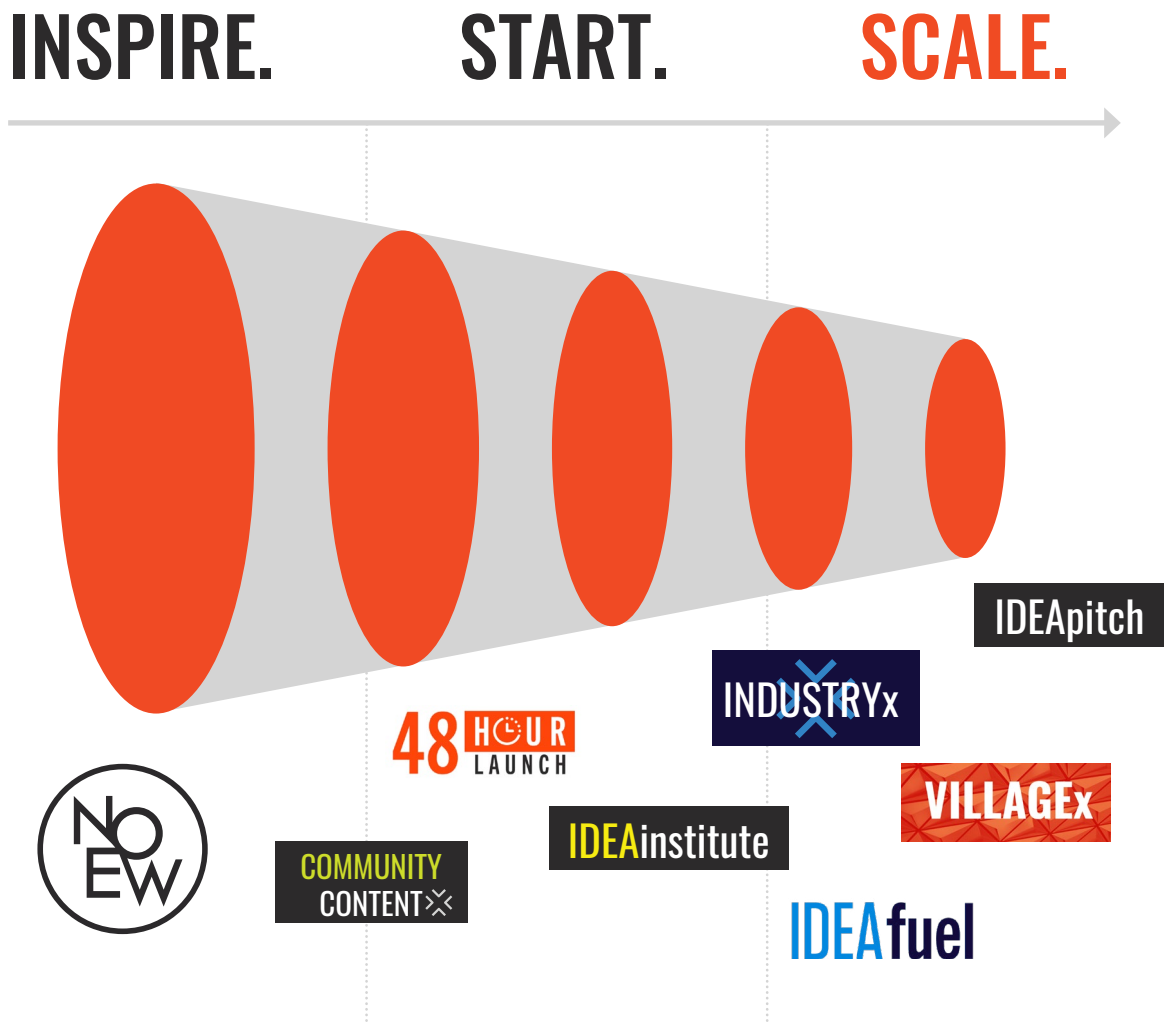 INSPIRE. START. SCALE.
IDEApitch
INDUSTRYx
48 HOUR
LAUNCH
VILLAGEx
NO
EW
IDEAinstitute
COMMUNITY
CONTENT
IDEAfuel